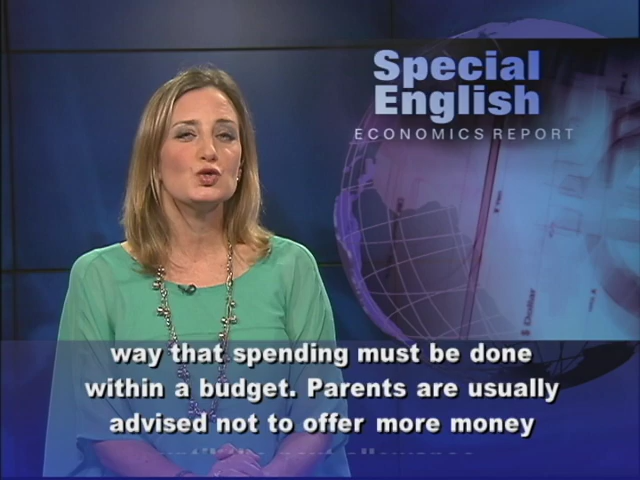 Special
English
ECONOMICS REPORT
$ Dollar
way that spending must be done
within a budget. Parents are usually
advised not to offer more money